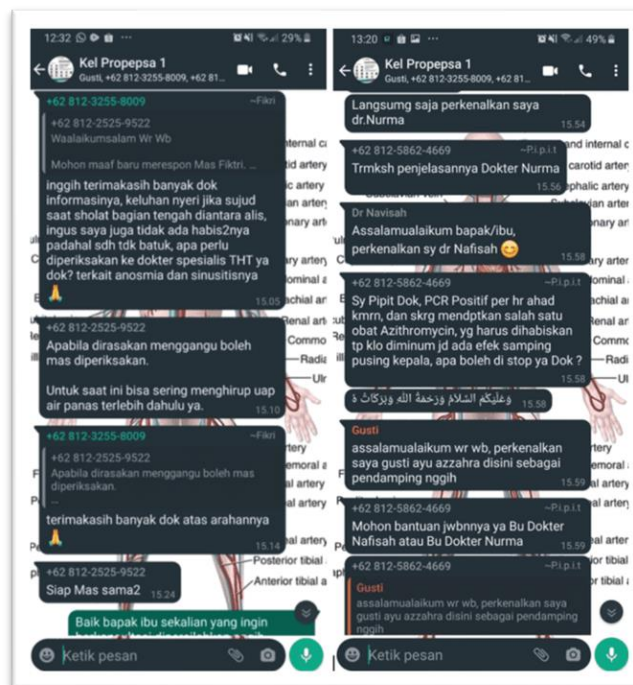 12:32
29%
Kel Propepsa 1
Gusti, +62 812-3255-8009, +62 81...
+62 812-3255-8009 ~Fikri
+62 812-2525-9522
Waalaikumsalam Wr Wb
Mohon maaf baru merespon Mas Fiktri. ...
inggih terimakasih banyak dok
informasinya, keluhan nyeri jika sujud
saat sholat bagian tengah diantara alis,
ingus saya juga tidak ada habis2nya
padahal sdh tdk batuk, apa perlu
diperiksakan ke dokter spesialis THT ya
dok? terkait anosmia dan sinusitisnya
🙏
15.05
+62 812-2525-9522
Apabila dirasakan menggangu boleh
mas diperiksakan.
Untuk saat ini bisa sering menghirup uap
air panas terlebih dahulu ya.
15.10
+62 812-3255-8009 ~Fikri
+62 812-2525-9522
Apabila dirasakan menggangu boleh mas
diperiksakan.
...
terimakasih banyak dok atas arahannya
🙏
15.14
+62 812-2525-9522
Siap Mas sama2 15.24
Posterior tibial
Anterior tibial a
Baik bapak ibu sekalian yang ingin
Ketik pesan
13:20
49%
Kel Propepsa 1
Gusti, +62 812-3255-8009, +62 81...
Langsumg saja perkenalkan saya
dr.Nurma
15.54
+62 812-5862-4669 ~P.i.p.i.t
Trmksh penjelasannya Dokter Nurma
15.56
Dr Navisah
Assalamualaikum bapak/ibu,
perkenalkan sy dr Nafisah 😊
15.58
+62 812-5862-4669 ~P.i.p.i.t
Sy Pipit Dok, PCR Positif per hr ahad
kmrn, dan skrg mendptkan salah satu
obat Azithromycin, yg harus dihabiskan
tp klo diminum jd ada efek samping
pusing kepala, apa boleh di stop ya Dok ?
15.58
وَعَلَيْكُم السَّلاَمُ وَرَحْمَةُ اللَّهِ وَبَرَكَاتُ ة
15.58
Gusti
assalamualaikum wr wb, perkenalkan
saya gusti ayu azzahra disini sebagai
pendamping nggih
15.59
+62 812-5862-4669 ~P.i.p.i.t
Mohon bantuan jwbnnya ya Bu Dokter
Nafisah atau Bu Dokter Nurma
15.59
+62 812-5862-4669 ~P.i.p.i.t
Gusti
assalamualaikum wr wb, perkenalkan saya
gusti ayu azzahra disini sebagai pendamping
nggih
Ketik pesan